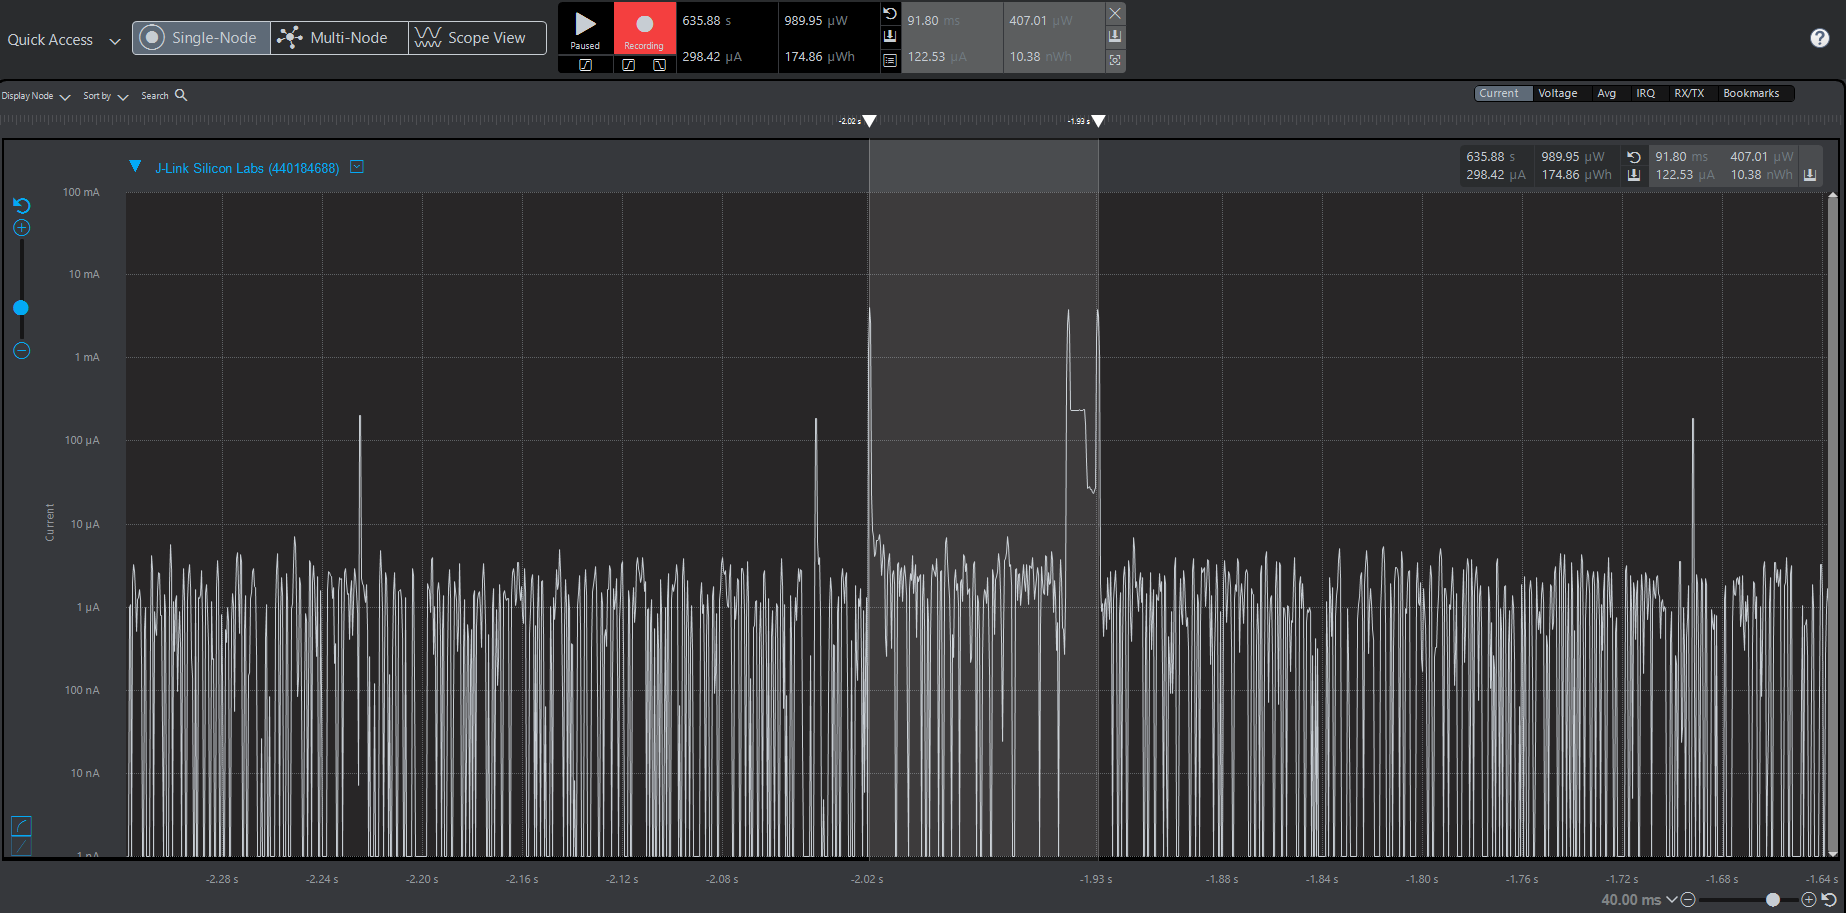 Quick Access
Single-Node
Multi-Node
Scope View
Paused
Recording
635.88 s
989.95 µW
298.42 µA
174.86 µWh
91.80 ms
407.01 µW
122.53 µA
10.38 nWh
?
Display Node
Sort by
Search
Current
Voltage
Avg
IRQ
RX/TX
Bookmarks
-2.02 s
-1.93 s
J-Link Silicon Labs (440184688)
635.88 s
989.95 µW
298.42 µA
174.86 µWh
91.80 ms
407.01 µW
122.53 µA
10.38 nWh
100 mA
10 mA
1 mA
100 µA
10 µA
1 µA
100 nA
10 nA
1 nA
Current
-2.28 s
-2.24 s
-2.20 s
-2.16 s
-2.12 s
-2.08 s
-2.02 s
-1.93 s
-1.88 s
-1.84 s
-1.80 s
-1.76 s
-1.72 s
-1.68 s
-1.64 s
40.00 ms